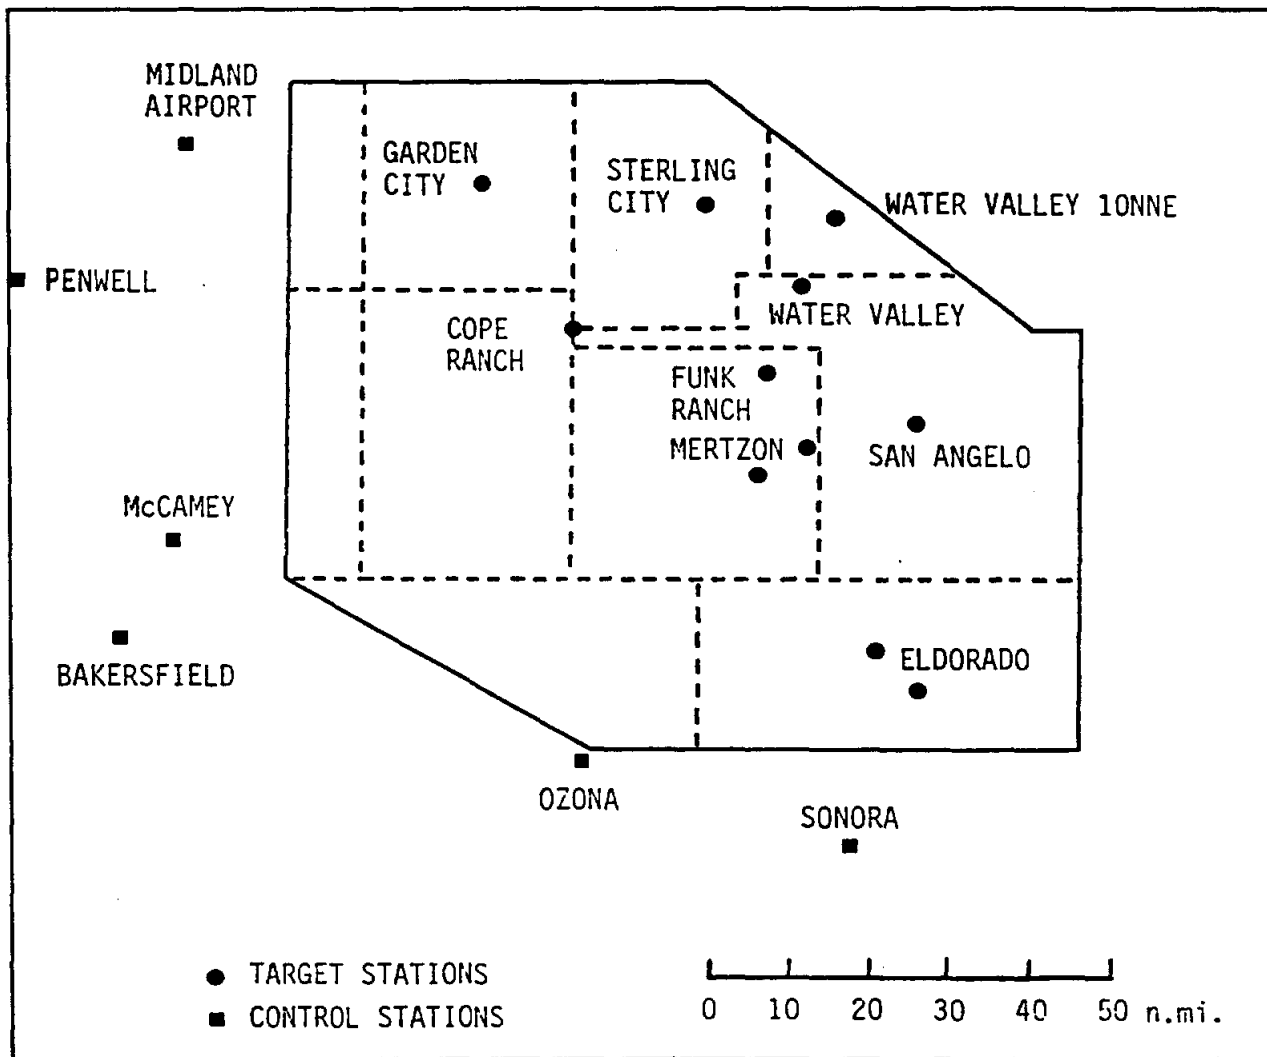 MIDLAND
AIRPORT
GARDEN
CITY
STERLING
CITY
WATER VALLEY 10NNE
PENWELL
WATER VALLEY
COPE
RANCH
FUNK
RANCH
MERTZON
SAN ANGELO
McCAMEY
BAKERSFIELD
ELDORADO
OZONA
SONORA
TARGET STATIONS
CONTROL STATIONS
0 10 20 30 40 50 n.mi.